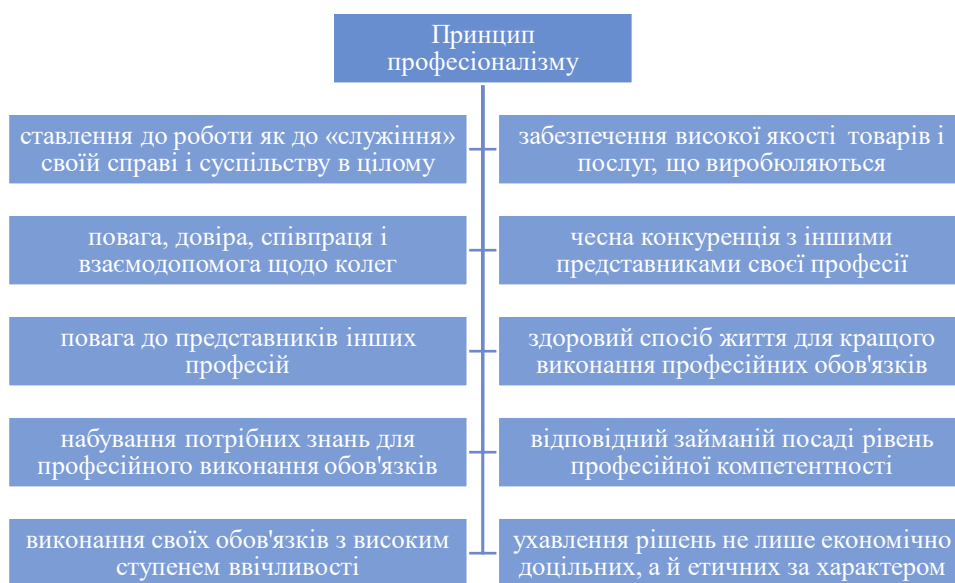 Принцип
професіоналізму
ставлення до роботи як до «служіння»
своїй справі і суспільству в цілому
забезпечення високої якості товарів і
послуг, що виробюляються
повага, довіра, співпраця і
взаємодопомога щодо колег
чесна конкуренція з іншими
представниками своєї професії
повага до представників інших
професій
здоровий спосіб життя для кращого
виконання професійних обов'язків
набування потрібних знань для
професійного виконання обов'язків
відповідний займаній посаді рівень
професійної компетентності
виконання своїх обов'язків з високим
ступенем ввічливості
ухавлення рішень не лише економічно
доцільних, а й етичних за характером